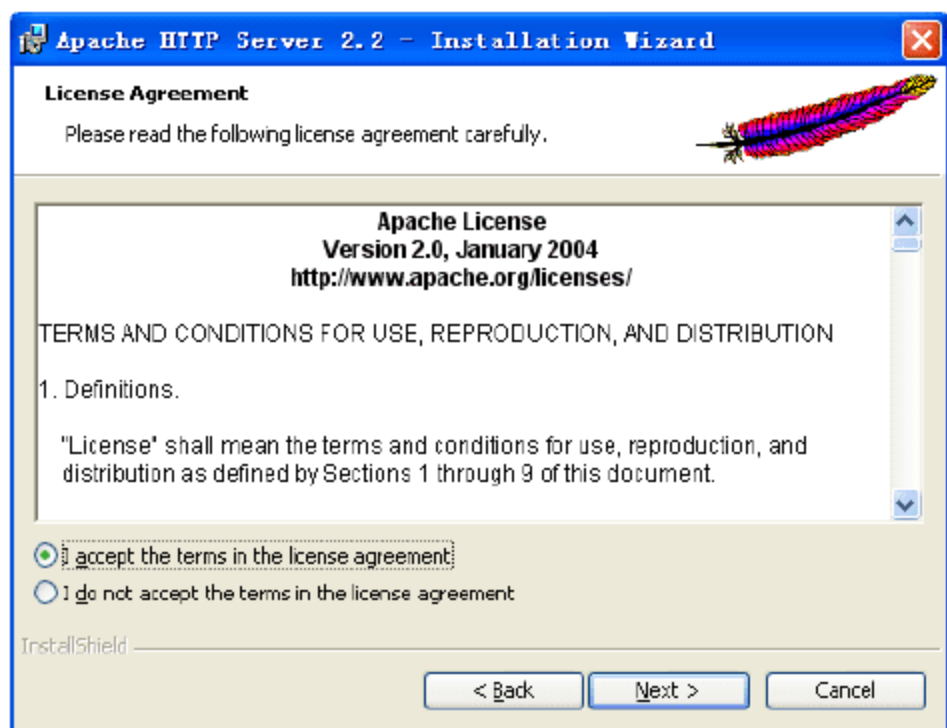 Apache HTTP Server 2.2 - Installation Wizard
License Agreement
Please read the following license agreement carefully.
Apache License
Version 2.0, January 2004
http://www.apache.org/licenses/
TERMS AND CONDITIONS FOR USE, REPRODUCTION, AND DISTRIBUTION
1. Definitions.
"License" shall mean the terms and conditions for use, reproduction, and
distribution as defined by Sections 1 through 9 of this document.
I accept the terms in the license agreement
I do not accept the terms in the license agreement
InstallShield
< Back Next > Cancel